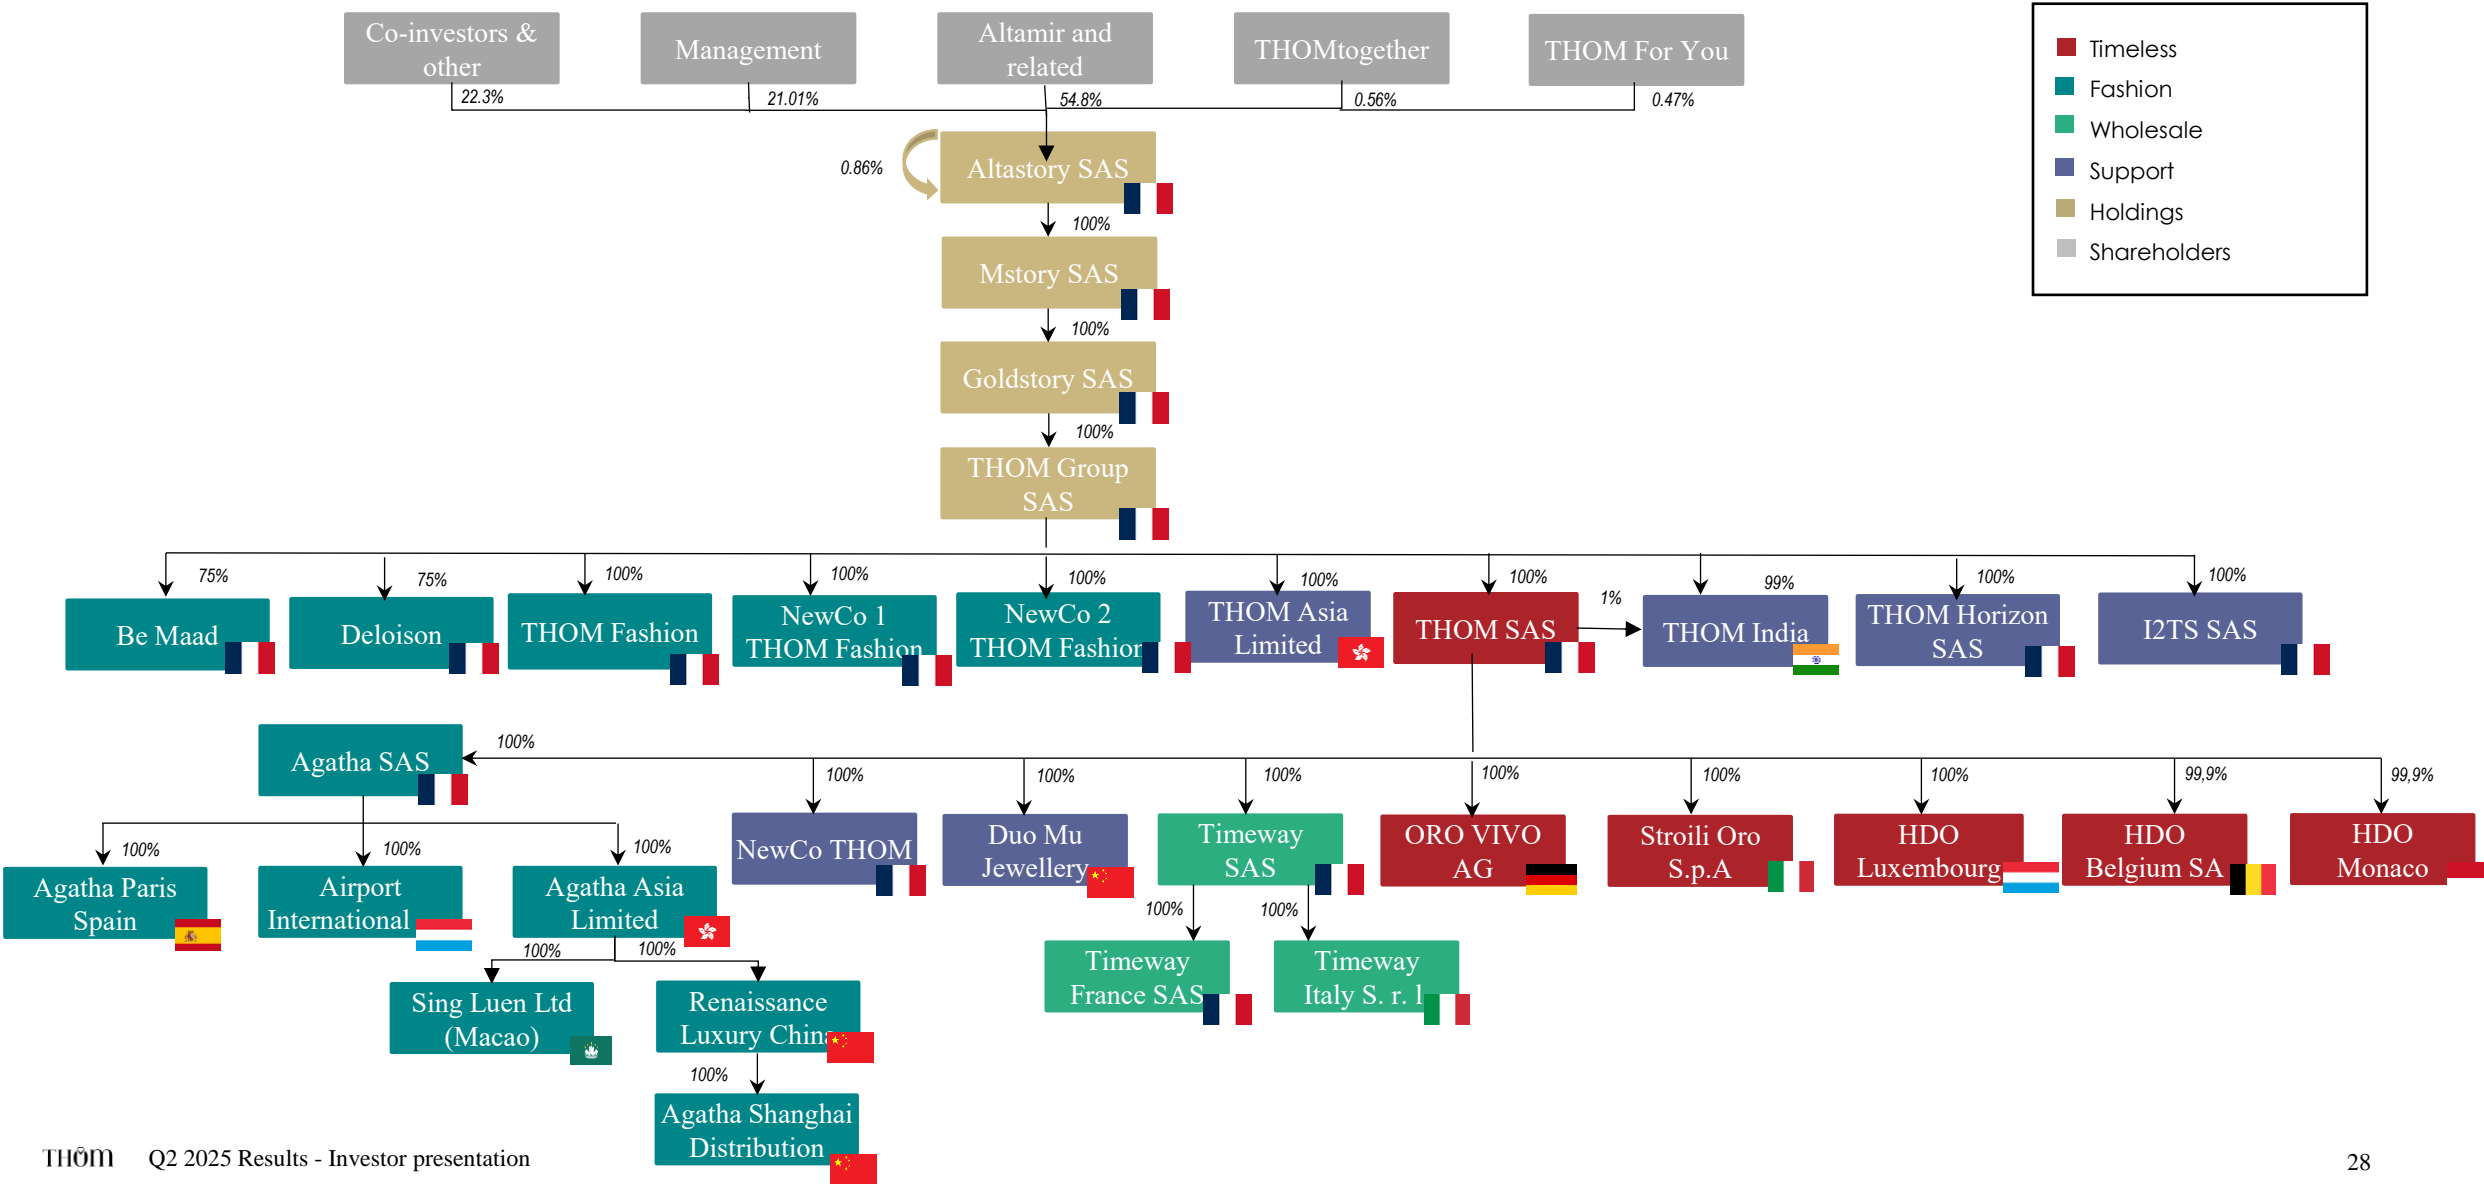 Co-investors &
other
Management
Altamir and
related
THOMtogether
THOM For You
Timeless
Fashion
Wholesale
Support
Holdings
Shareholders
22.3%
21.01%
54.8%
0.56%
0.47%
0.86%
Altastory SAS
100%
Mstory SAS
100%
Goldstory SAS
100%
THOM Group
SAS
75%
75%
100%
100%
100%
100%
100%
99%
100%
100%
1%
Be Maad
Deloison
THOM Fashion
NewCo 1
THOM Fashion
NewCo 2
THOM Fashion
THOM Asia
Limited
THOM SAS
THOM India
THOM Horizon
SAS
I2TS SAS
Agatha SAS
100%
100%
100%
100%
100%
100%
100%
99,9%
99,9%
NewCo THOM
Duo Mu
Jewellery
Timeway
SAS
ORO VIVO
AG
Stroili Oro
S.p.A
HDO
Luxembourg
HDO
Belgium SA
HDO
Monaco
100%
100%
100%
Agatha Paris
Spain
Airport
International
Agatha Asia
Limited
100%
100%
100%
100%
Timeway
France SAS
Timeway
Italy S. r. l
Sing Luen Ltd
(Macao)
Renaissance
Luxury China
100%
Agatha Shanghai
Distribution
THOM
Q2 2025 Results - Investor presentation
28